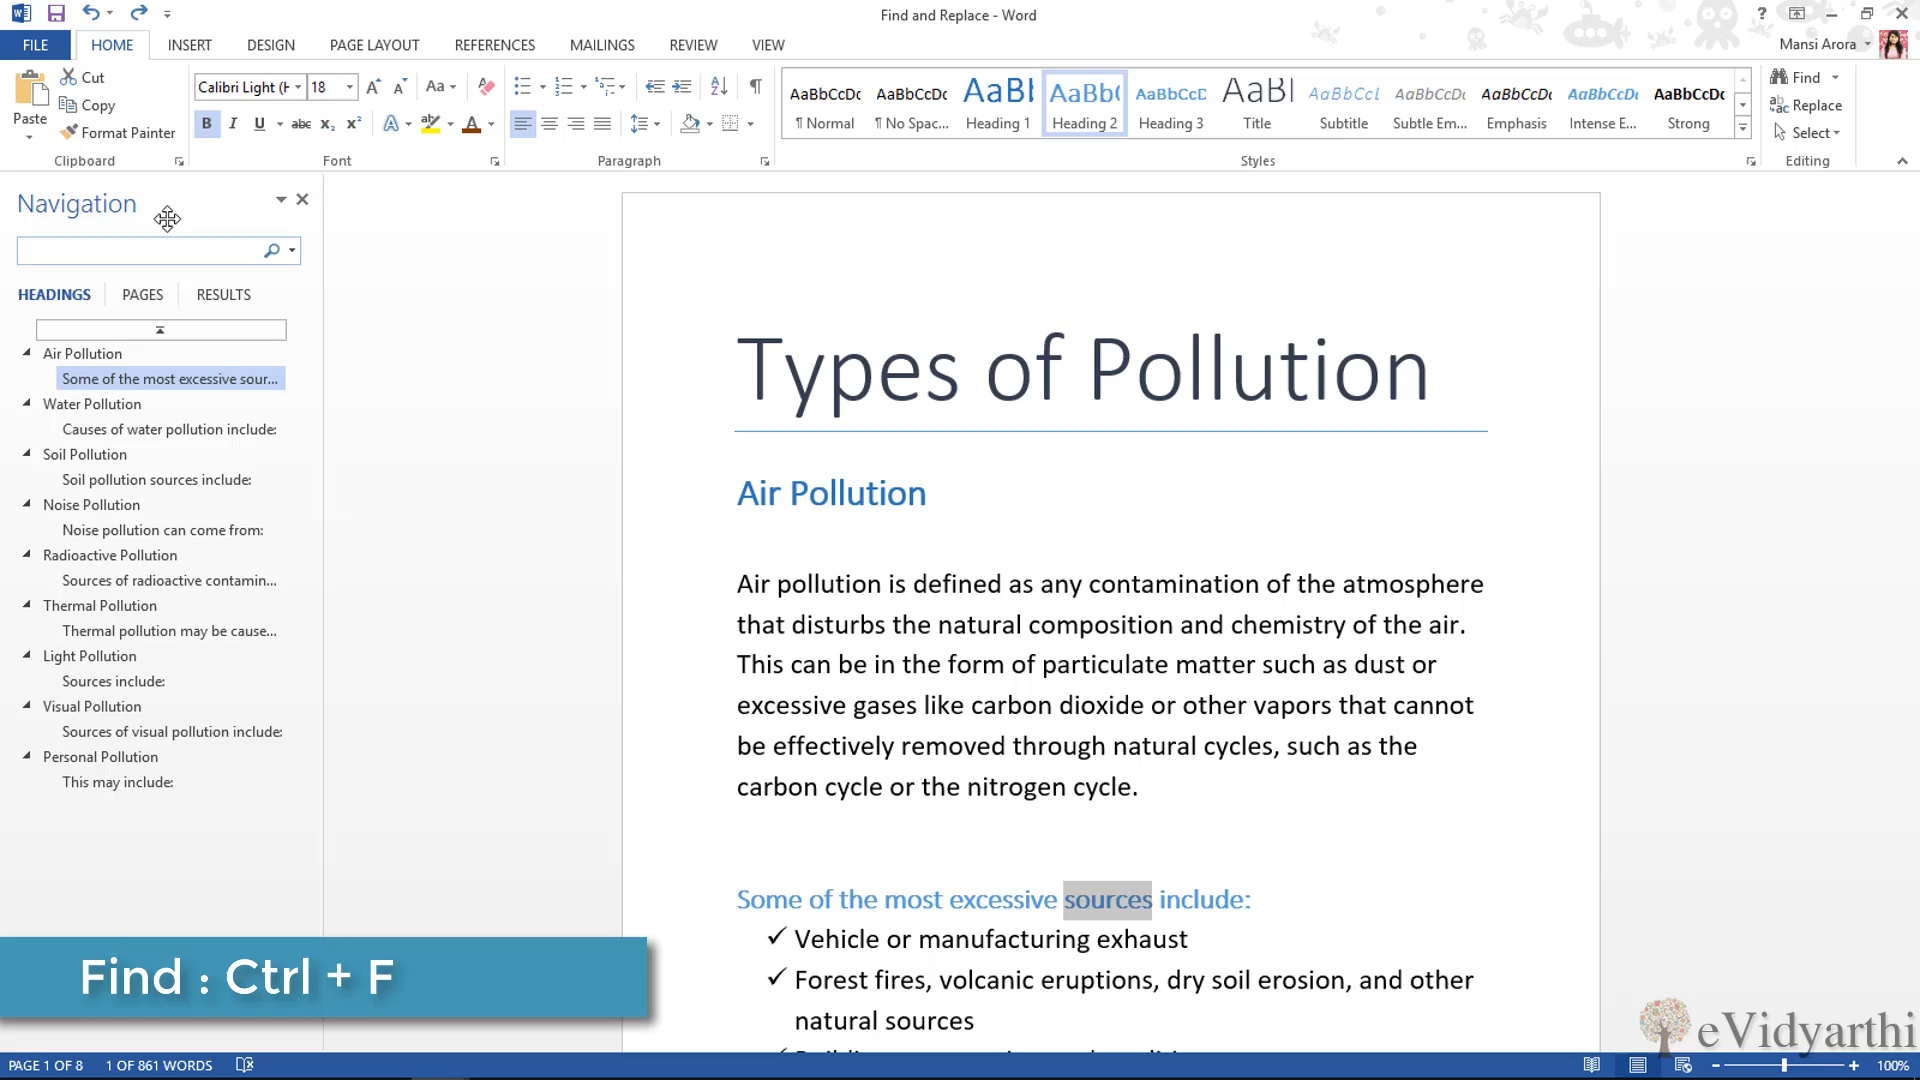 Find and Replace - Word
?
FILE HOME INSERT DESIGN PAGE LAYOUT REFERENCES MAILINGS REVIEW VIEW
Mansi Arora
Paste
Cut
Copy
Format Painter
Clipboard
Calibri Light (H 18
B I U abc x₂ x²
Aa
Font
Paragraph
AaBbCcDc AaBbCcDc AaBb AaBb( AaBbCcD AaBl AaBbCcL AaBbCcDc AaBbCcDc AaBbCcDc AaBbCcDc
¶ Normal ¶ No Spac... Heading 1 Heading 2 Heading 3 Title Subtitle Subtle Em... Emphasis Intense E... Strong
Styles
Find
Replace
Select
Editing
Navigation
HEADINGS PAGES RESULTS
Air Pollution
Some of the most excessive sour...
Water Pollution
Causes of water pollution include:
Soil Pollution
Soil pollution sources include:
Noise Pollution
Noise pollution can come from:
Radioactive Pollution
Sources of radioactive contamin...
Thermal Pollution
Thermal pollution may be cause...
Light Pollution
Sources include:
Visual Pollution
Sources of visual pollution include:
Personal Pollution
This may include:
Types of Pollution
Air Pollution
Air pollution is defined as any contamination of the atmosphere
that disturbs the natural composition and chemistry of the air.
This can be in the form of particulate matter such as dust or
excessive gases like carbon dioxide or other vapors that cannot
be effectively removed through natural cycles, such as the
carbon cycle or the nitrogen cycle.
Some of the most excessive sources include:
✓ Vehicle or manufacturing exhaust
✓ Forest fires, volcanic eruptions, dry soil erosion, and other
natural sources
Find : Ctrl + F
eVidyarthi
PAGE 1 OF 8 1 OF 861 WORDS
100%